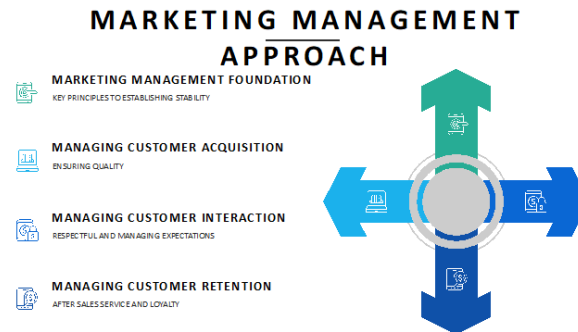 MARKETING MANAGEMENT
APPROACH
MARKETING MANAGEMENT FOUNDATION
KEY PRINCIPLES TO ESTABLISHING STABILITY
MANAGING CUSTOMER ACQUISITION
ENSURING QUALITY
MANAGING CUSTOMER INTERACTION
RESPECTFUL AND MANAGING EXPECTATIONS
MANAGING CUSTOMER RETENTION
AFTER SALES SERVICE AND LOYALTY